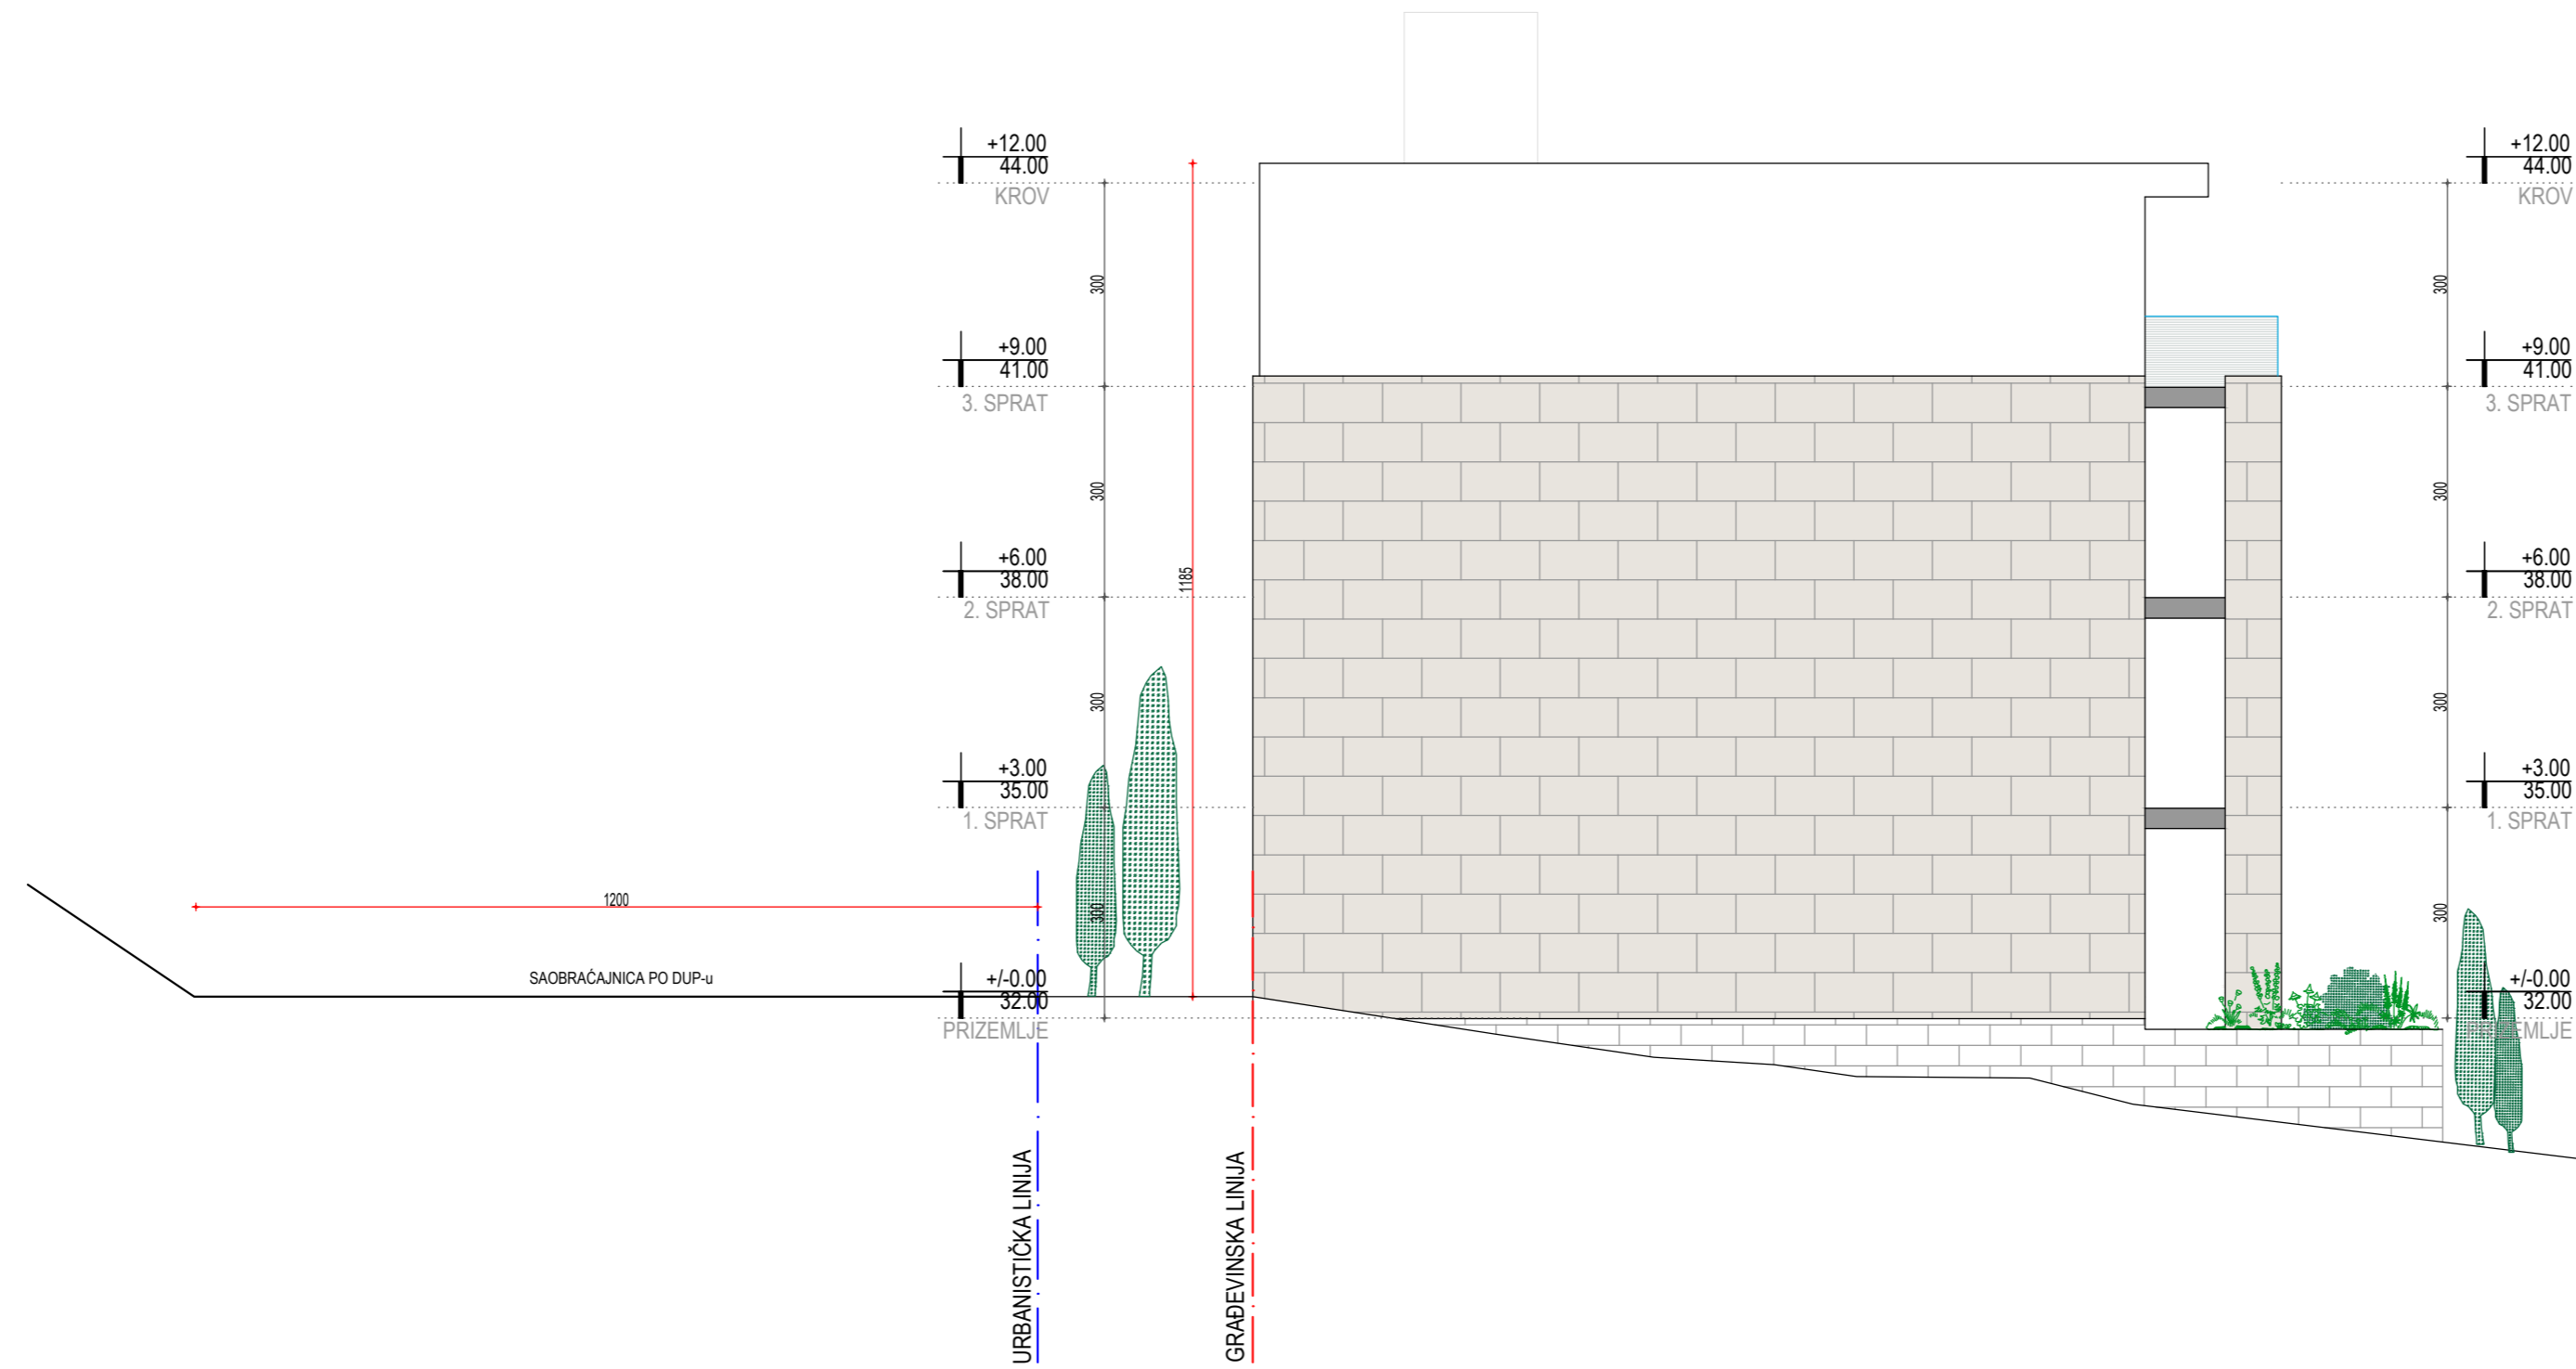 +12.00
44.00
KROV
+12.00
44.00
KROV
300
300
+9.00
41.00
3. SPRAT
+9.00
41.00
3. SPRAT
300
300
+6.00
38.00
2. SPRAT
1185
+6.00
38.00
2. SPRAT
300
300
+3.00
35.00
1. SPRAT
+3.00
35.00
1. SPRAT
1200
300
300
SAOBRAĆAJNICA PO DUP-u
+/-0.00
32.00
PRIZEMLJE
+/-0.00
32.00
URBANISTIČKA LINIJA
GRAĐEVINSKA LINIJA